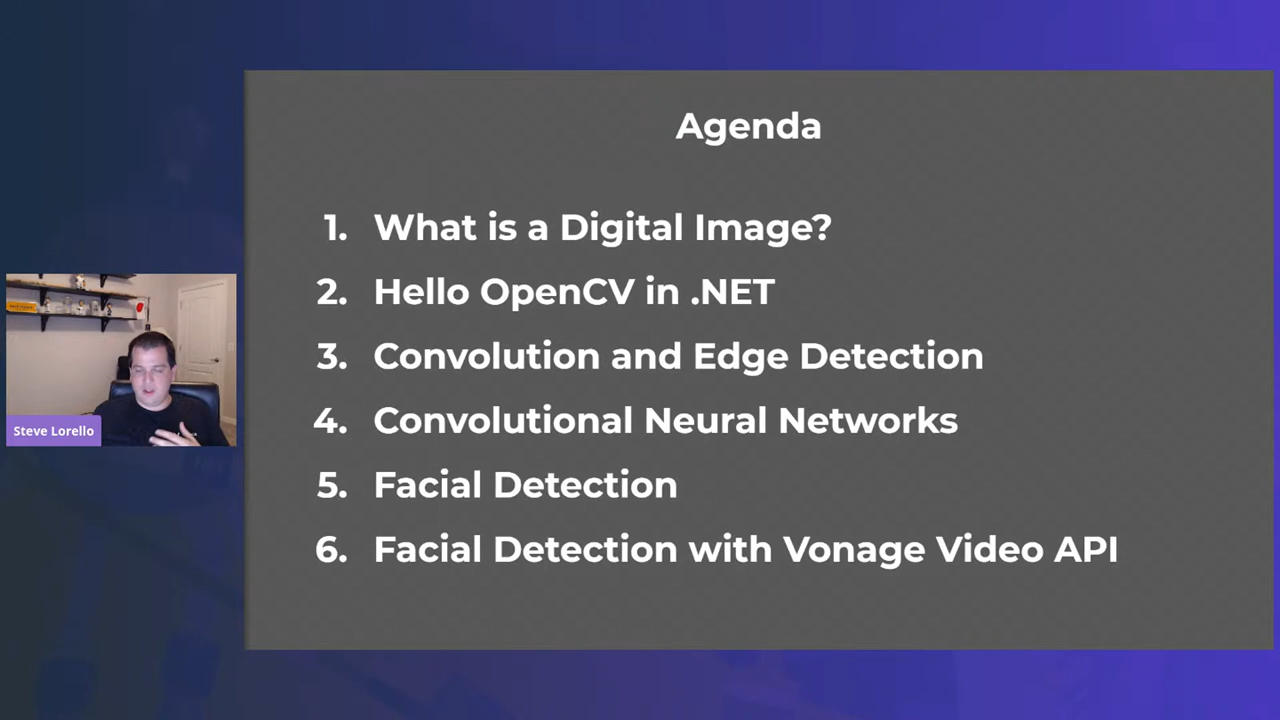 Agenda
1. What is a Digital Image?
2. Hello OpenCV in .NET
3. Convolution and Edge Detection
4. Convolutional Neural Networks
5. Facial Detection
6. Facial Detection with Vonage Video API
Steve Lorello